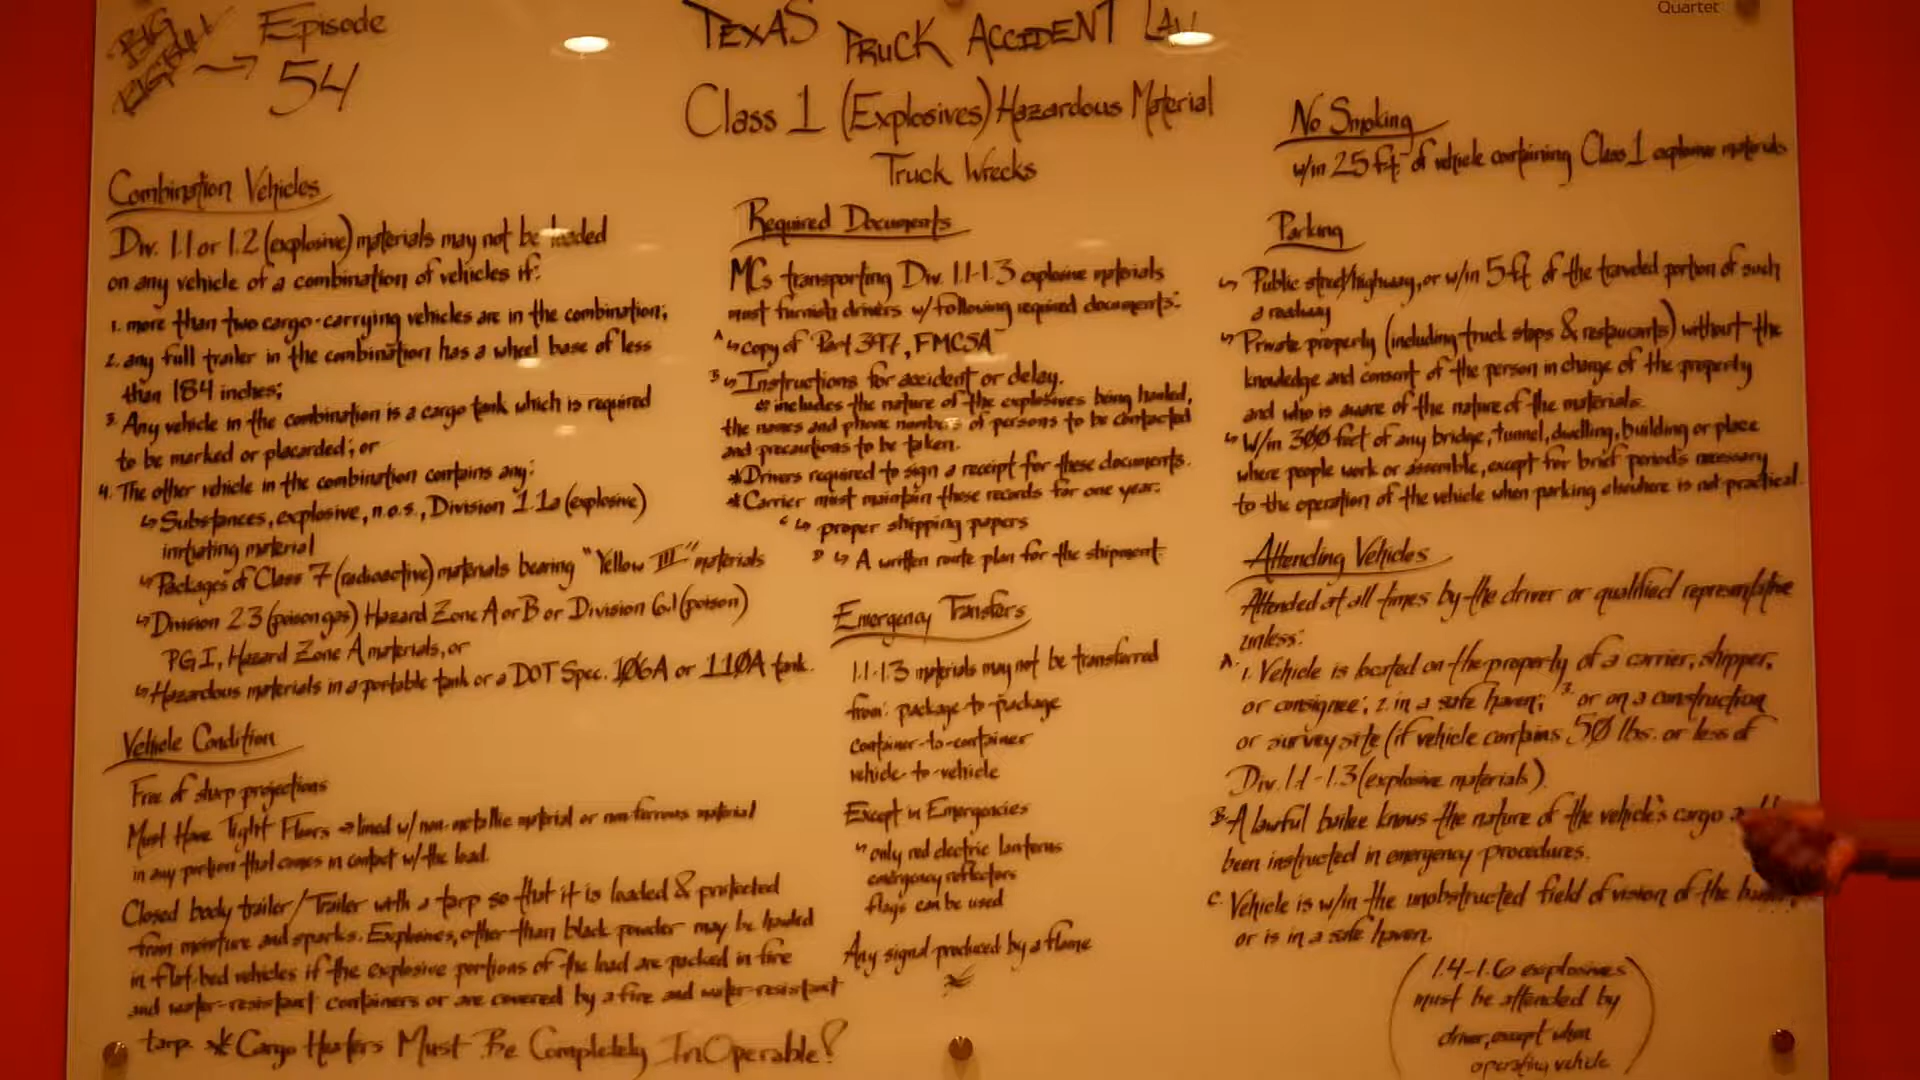 BIG
RIG BULL
Episode
54
TEXAS TRUCK ACCIDENT LAW
Class 1 (Explosives) Hazardous Material
Truck Wrecks
Quartet
Combination Vehicles
Div. 1.1 or 1.2 (explosive) materials may not be loaded
on any vehicle of a combination of vehicles if:
1. more than two cargo-carrying vehicles are in the combination;
2. any full trailer in the combination has a wheel base of less
than 184 inches;
3. Any vehicle in the combination is a cargo tank which is required
to be marked or placarded; or
4. The other vehicle in the combination contains any:
↳ Substances, explosive, n.o.s., Division 1.1a (explosive)
initiating material
↳ Packages of Class 7 (radioactive) materials bearing "Yellow III" materials
↳ Division 2.3 (poison gas) Hazard Zone A or B or Division 6.1 (poison)
PG I, Hazard Zone A materials, or
↳ Hazardous materials in a portable tank or a DOT Spec. 106A or 110A tank.
Vehicle Condition
Free of sharp projections
Must Have Tight Floors → lined w/ non-metallic material or non-ferrous material
in any portion that comes in contact w/ the load.
Closed body trailer/Trailer with a tarp so that it is loaded & protected
from moisture and sparks. Explosives, other than black powder may be hauled
in flat-bed vehicles if the explosive portions of the load are packed in fire
and water-resistant containers or are covered by a fire and water-resistant
tarp. * Cargo Heaters Must Be Completely InOperable!
Required Documents
MCs transporting Div. 1.1-1.3 explosive materials
must furnish drivers w/ following required documents:
A ↳ copy of Part 397, FMCSA
B ↳ Instructions for accident or delay.
* includes the nature of the explosives being hauled,
the names and phone numbers of persons to be contacted
and precautions to be taken.
* Drivers required to sign a receipt for these documents.
* Carrier must maintain these records for one year.
C ↳ proper shipping papers
D ↳ A written route plan for the shipment
Emergency Transfers
1.1-1.3 materials may not be transferred
from: package-to-package
container-to-container
vehicle-to-vehicle
Except in Emergencies
↳ only red electric lanterns
emergency reflectors
flags can be used
Any signal produced by a flame
No Smoking
w/in 25 ft. of vehicle containing Class 1 explosive materials
Parking
↳ Public street/highway, or w/in 5 ft of the traveled portion of such
a roadway
↳ Private property (including truck stops & restaurants) without the
knowledge and consent of the person in charge of the property
and who is aware of the nature of the materials.
↳ W/in 300 feet of any bridge, tunnel, dwelling, building or place
where people work or assemble, except for brief periods necessary
to the operation of the vehicle when parking elsewhere is not practical.
Attending Vehicles
Attended at all times by the driver or qualified representative
unless:
A. 1. Vehicle is located on the property of a carrier, shipper,
or consignee; 2. in a safe haven; 3. or on a construction
or survey site (if vehicle contains 50 lbs. or less of
Div. 1.1-1.3 (explosive materials).
B. A lawful bailee knows the nature of the vehicle's cargo
been instructed in emergency procedures.
C. Vehicle is w/in the unobstructed field of vision of the
or is in a safe haven.
(1.4-1.6 explosives
must be attended by
driver, except when
operating vehicle